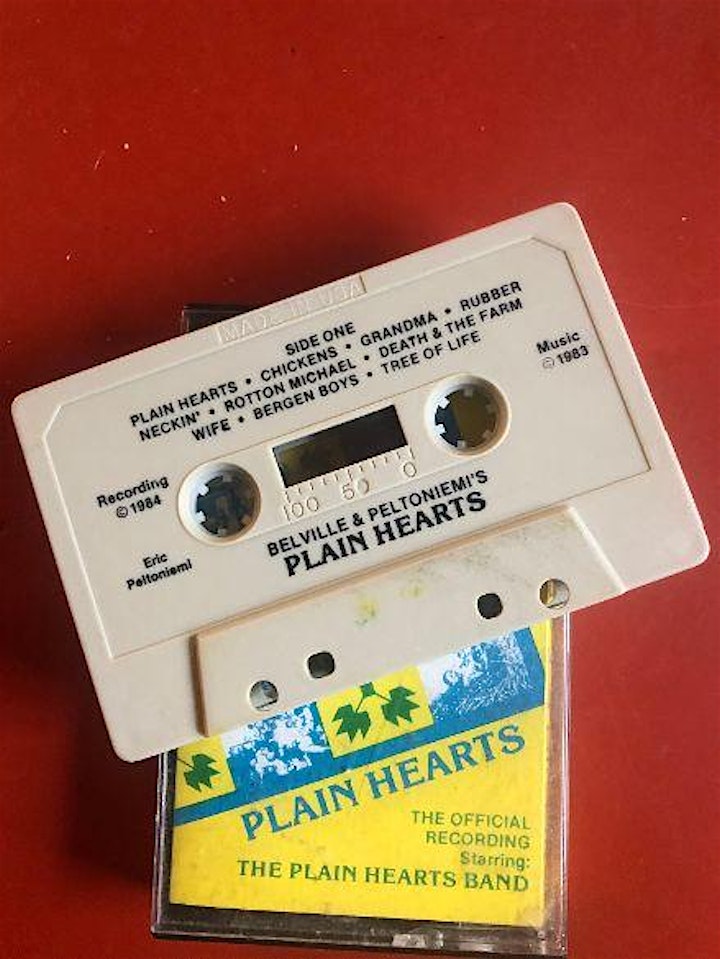 MADE IN USA
SIDE ONE
PLAIN HEARTS • CHICKENS • GRANDMA • RUBBER
NECKIN' • ROTTON MICHAEL • DEATH & THE FARM
WIFE • BERGEN BOYS • TREE OF LIFE
Music
© 1983
Recording
© 1984
100 50 0
Eric
Peltoniemi
BELVILLE & PELTONIEMI'S
PLAIN HEARTS
PLAIN HEARTS
THE OFFICIAL
RECORDING
Starring:
THE PLAIN HEARTS BAND